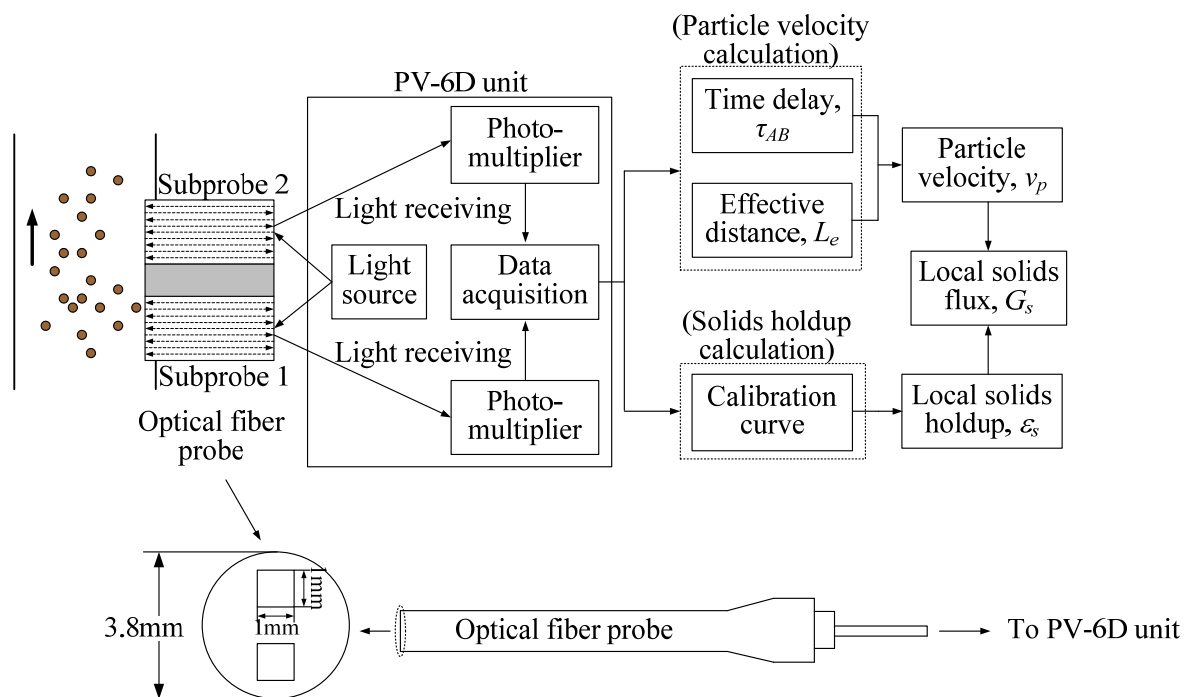 (Particle velocity
calculation)
PV-6D unit
Time delay,
τAB
Photo-
multiplier
Particle
velocity, vp
Subprobe 2
Light receiving
Effective
distance, Le
Light
source
Data
acquisition
Local solids
flux, Gs
(Solids holdup
calculation)
Light receiving
Subprobe 1
Photo-
multiplier
Calibration
curve
Local solids
holdup, εs
Optical fiber
probe
1mm
1mm
3.8mm
Optical fiber probe
To PV-6D unit